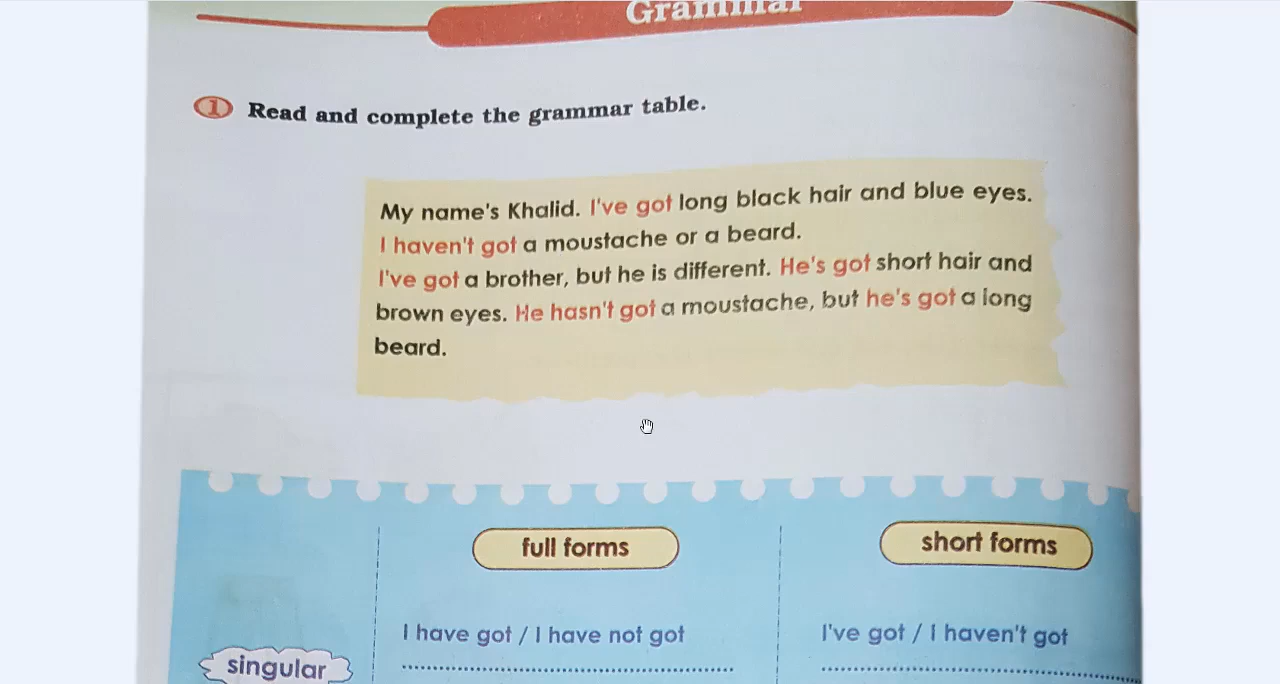 Grammar
1 Read and complete the grammar table.
My name's Khalid. I've got long black hair and blue eyes.
I haven't got a moustache or a beard.
I've got a brother, but he is different. He's got short hair and
brown eyes. He hasn't got a moustache, but he's got a long
beard.
full forms
short forms
I have got / I have not got
I've got / I haven't got
singular